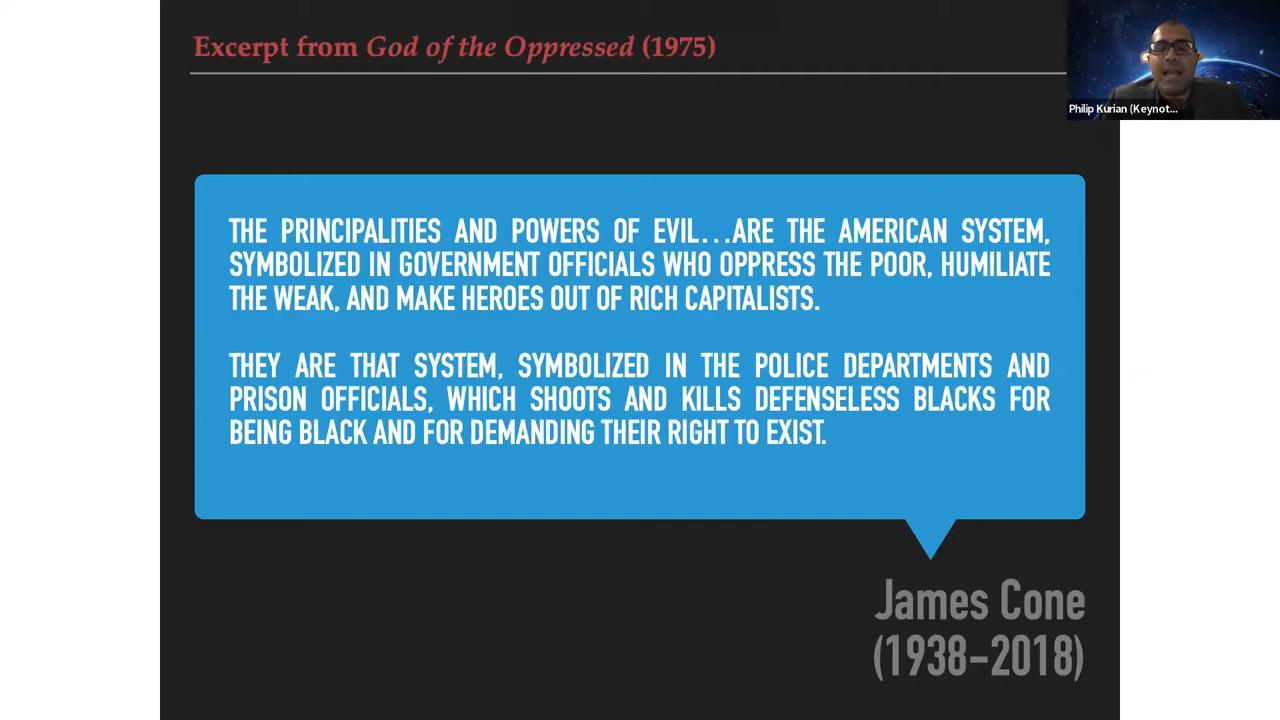 Excerpt from God of the Oppressed (1975)
Philip Kurian (Keynot...
THE PRINCIPALITIES AND POWERS OF EVIL...ARE THE AMERICAN SYSTEM,
SYMBOLIZED IN GOVERNMENT OFFICIALS WHO OPPRESS THE POOR, HUMILIATE
THE WEAK, AND MAKE HEROES OUT OF RICH CAPITALISTS.
THEY ARE THAT SYSTEM, SYMBOLIZED IN THE POLICE DEPARTMENTS AND
PRISON OFFICIALS, WHICH SHOOTS AND KILLS DEFENSELESS BLACKS FOR
BEING BLACK AND FOR DEMANDING THEIR RIGHT TO EXIST.
James Cone
(1938-2018)